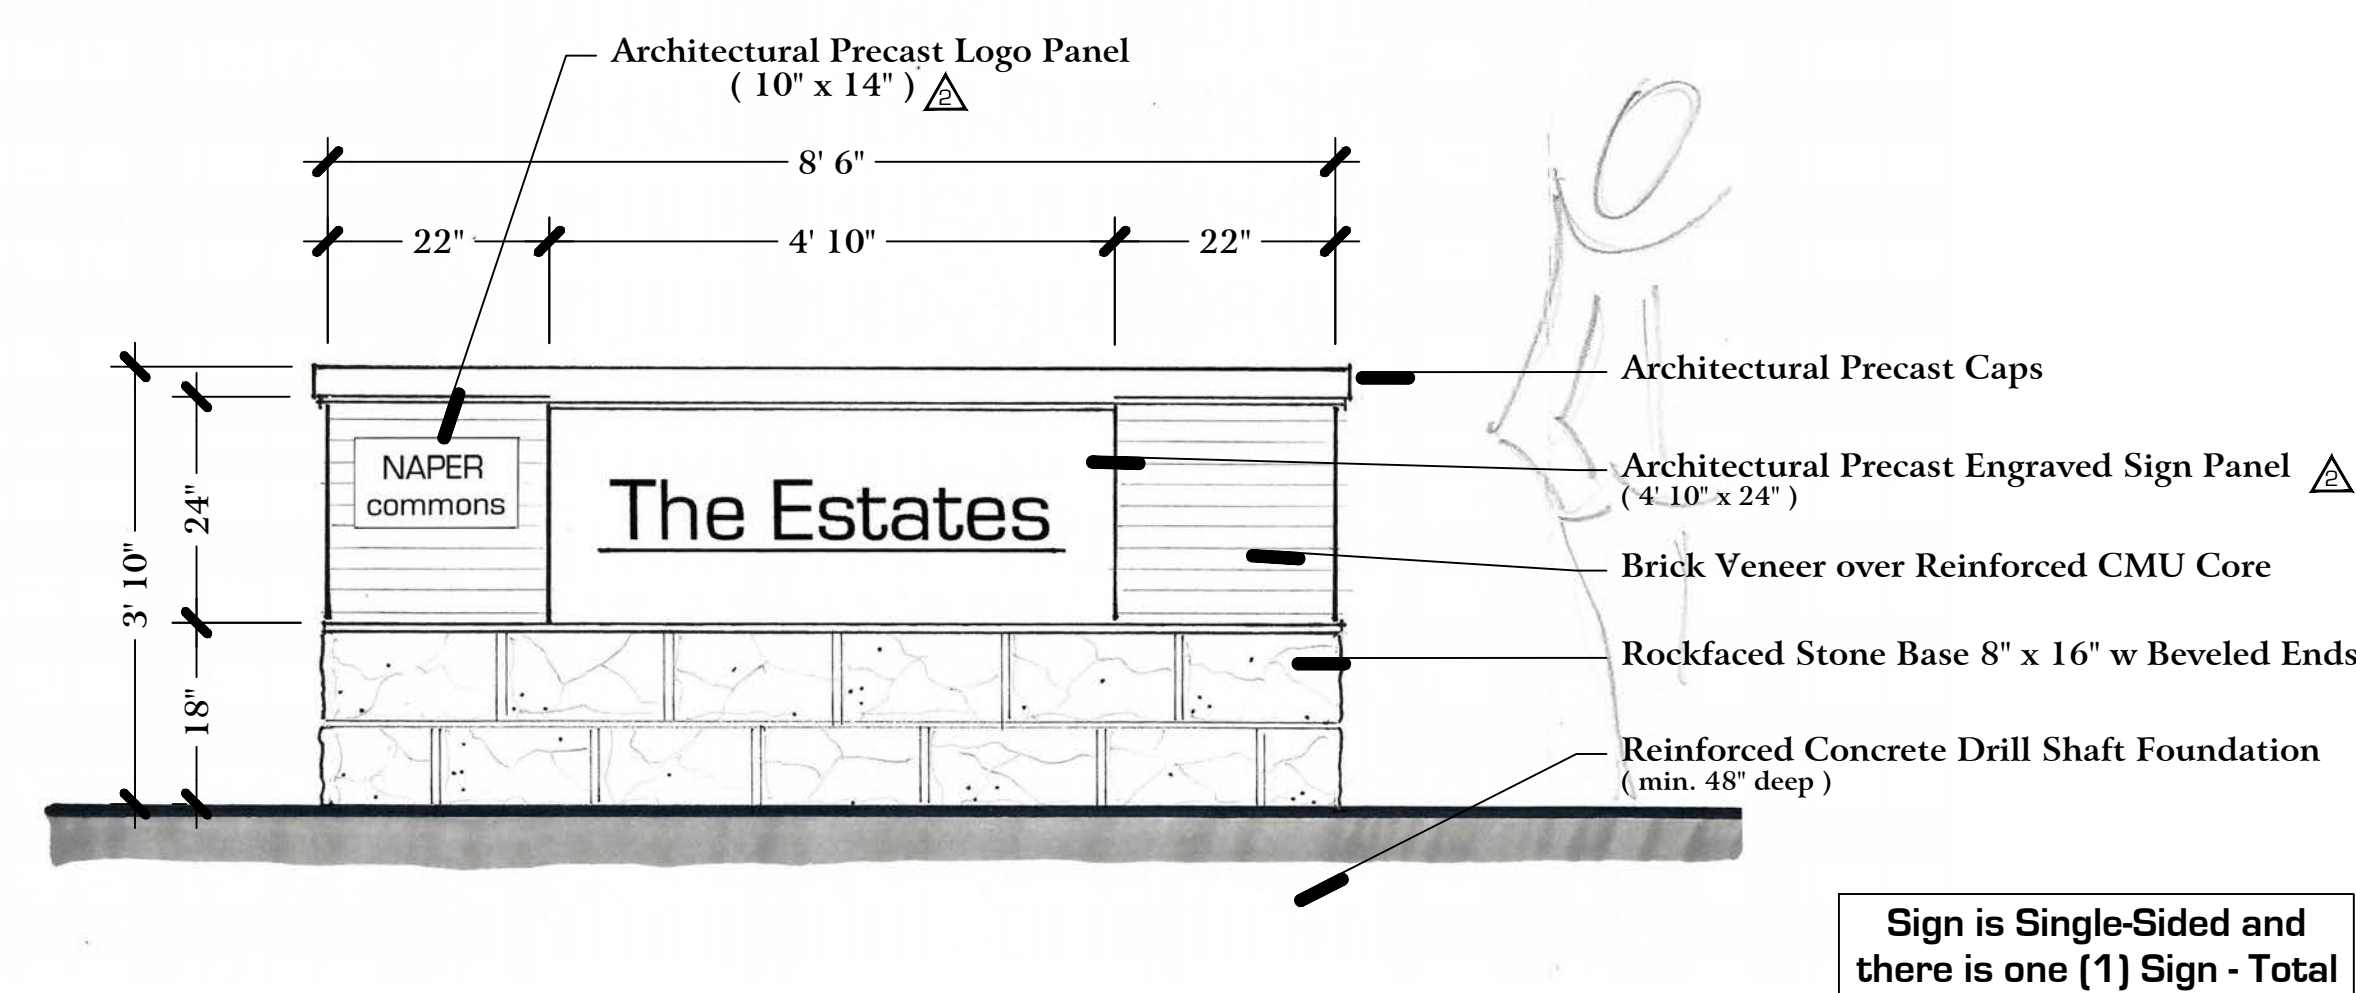 Architectural Precast Logo Panel
( 10" x 14" ) 2
8' 6"
22" 4' 10" 22"
Architectural Precast Caps
Architectural Precast Engraved Sign Panel 2
( 4' 10" x 24" )
NAPER
commons
The Estates
24"
3' 10"
18"
Brick Veneer over Reinforced CMU Core
Rockfaced Stone Base 8" x 16" w Beveled Ends
Reinforced Concrete Drill Shaft Foundation
( min. 48" deep )
Sign is Single-Sided and
there is one (1) Sign - Total